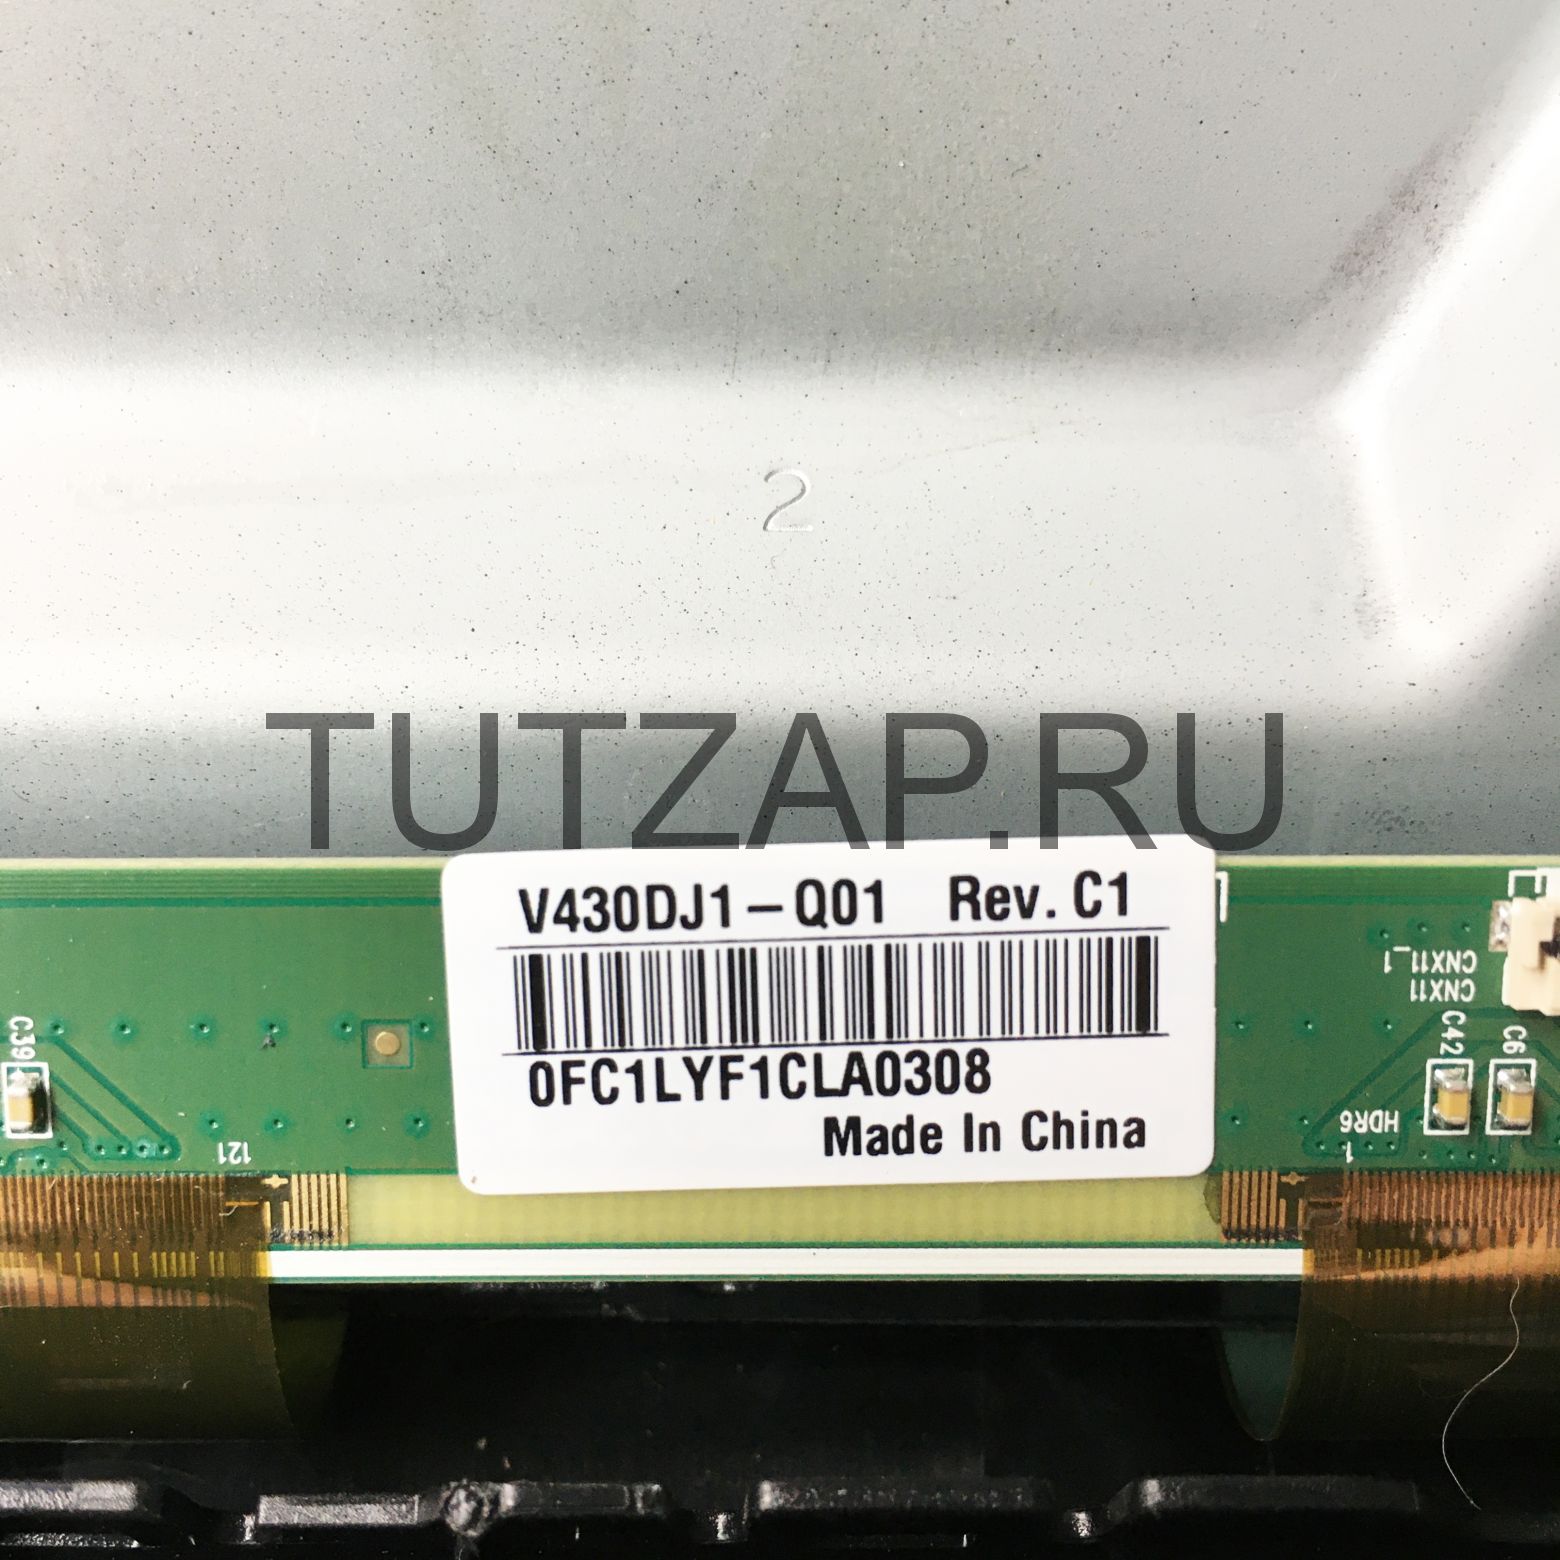 2
TUTZAP.RU
V430DJ1-Q01 Rev. C1
0FC1LYF1CLA0308
Made In China
CNX11_1
CNX11
C39
C42
C6
HDR6
121
1